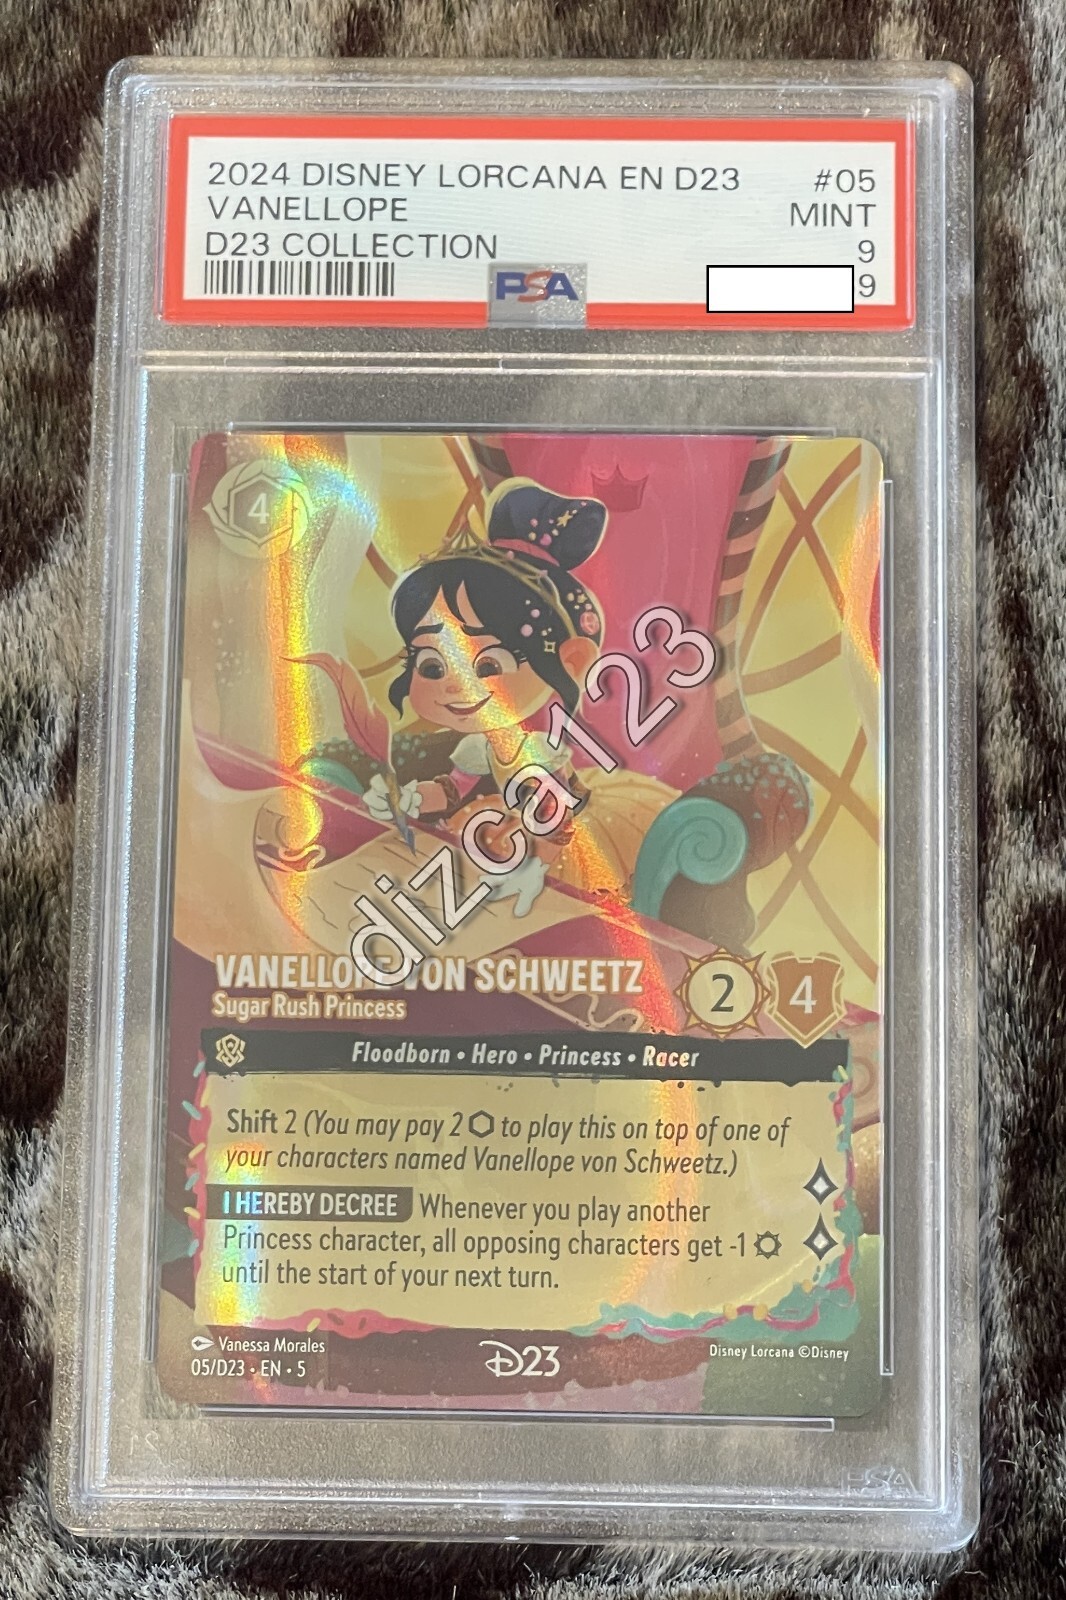 2024 DISNEY LORCANA EN D23 #05
VANELLOPE MINT
D23 COLLECTION 9
PSA 9
4
dizca123
VANELLOPE VON SCHWEETZ 2 4
Sugar Rush Princess
Floodborn • Hero • Princess • Racer
Shift 2 (You may pay 2 ⬡ to play this on top of one of
your characters named Vanellope von Schweetz.)
I HEREBY DECREE Whenever you play another
Princess character, all opposing characters get -1
until the start of your next turn.
Vanessa Morales
05/D23 • EN • 5
D23
Disney Lorcana ©Disney
PSA